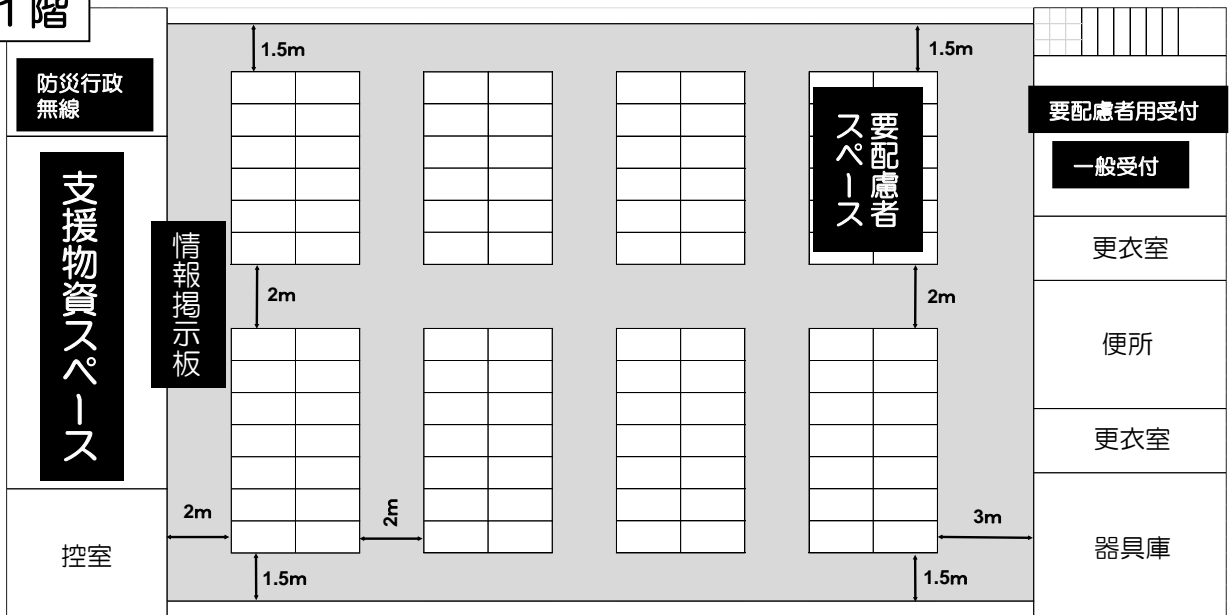 1階
1.5m
1.5m
防災行政
無線
要配慮者
スペース
要配慮者用受付
一般受付
支援物資スペース
情報掲示板
更衣室
2m
2m
便所
更衣室
2m
2m
3m
控室
器具庫
1.5m
1.5m